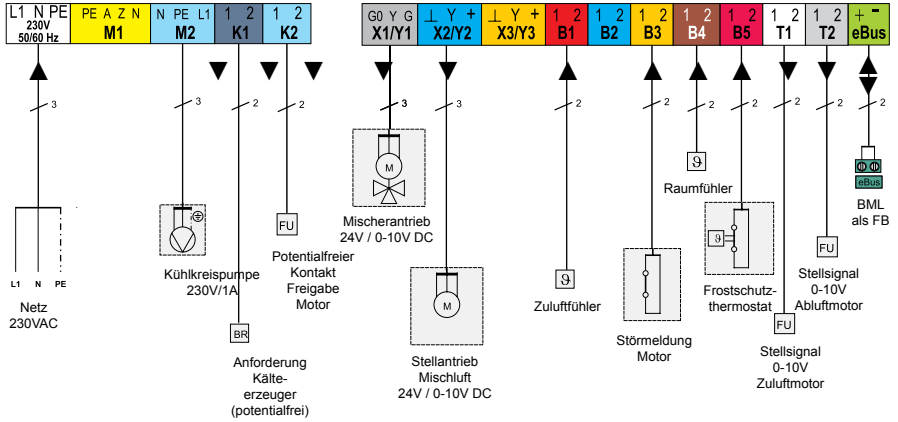 L1 N PE
230V
50/60 Hz
PE A Z N
M1
N PE L1
M2
1 2
K1
1 2
K2
G0 Y G
X1/Y1
⊥ Y +
X2/Y2
⊥ Y +
X3/Y3
1 2
B1
1 2
B2
1 2
B3
1 2
B4
1 2
B5
1 2
T1
1 2
T2
+ -
eBus
3
3
2
2
3
3
2
2
2
2
2
2
2
L1 N PE
Netz
230VAC
Kühlkreispumpe
230V/1A
BR
Anforderung
Kälte-
erzeuger
(potentialfrei)
FU
Potentialfreier
Kontakt
Freigabe
Motor
M
Mischerantrieb
24V / 0-10V DC
M
Stellantrieb
Mischluft
24V / 0-10V DC
ϑ
Zuluftfühler
Störmeldung
Motor
ϑ
Raumfühler
ϑ
Frostschutz-
thermostat
FU
Stellsignal
0-10V
Zuluftmotor
FU
Stellsignal
0-10V
Abluftmotor
eBus
BML
als FB